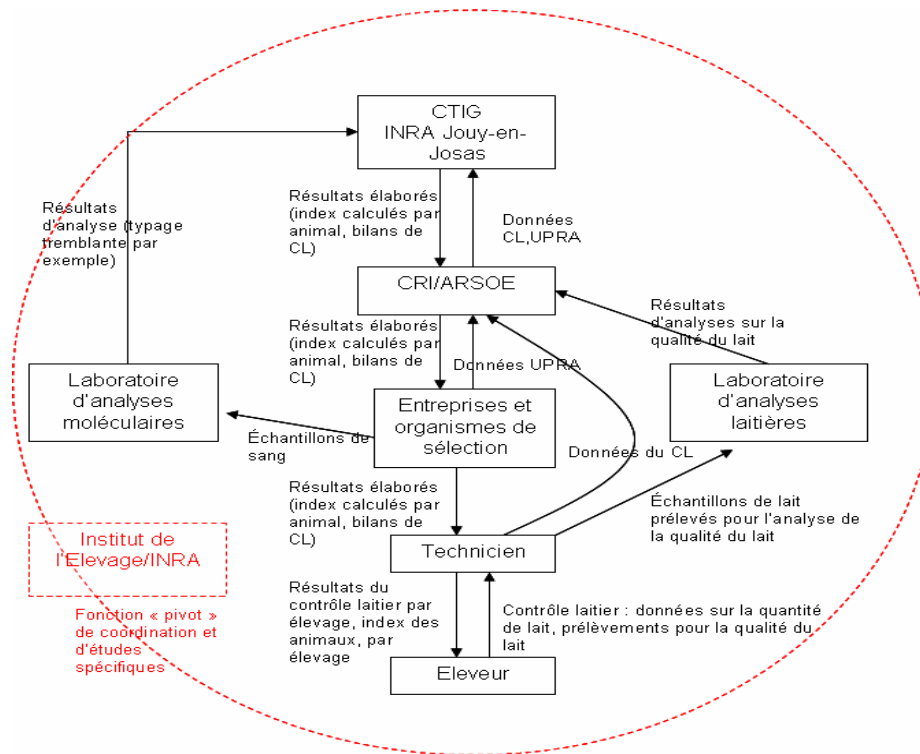 CTIG
INRA Jouy-en-
Josas
Résultats
d'analyse (typage
tremblante par
exemple)
Résultats élaborés
(index calculés par
animal, bilans de
CL)
Données
CL,UPRA
CRI/ARSOE
Résultats
d'analyses sur la
qualité du lait
Résultats élaborés
(index calculés par
animal, bilans de
CL)
Données UPRA
Laboratoire
d'analyses
moléculaires
Entreprises et
organismes de
sélection
Laboratoire
d'analyses
laitières
Échantillons de
sang
Données du CL
Résultats élaborés
(index calculés par
animal, bilans de
CL)
Échantillons de lait
prélevés pour l'analyse de
la qualité du lait
Institut de
l'Elevage/INRA
Technicien
Fonction « pivot »
de coordination et
d'études
spécifiques
Résultats du
contrôle laitier par
élevage, index des
animaux, par
élevage
Contrôle laitier : données sur la quantité
de lait, prélèvements pour la qualité du
lait
Eleveur